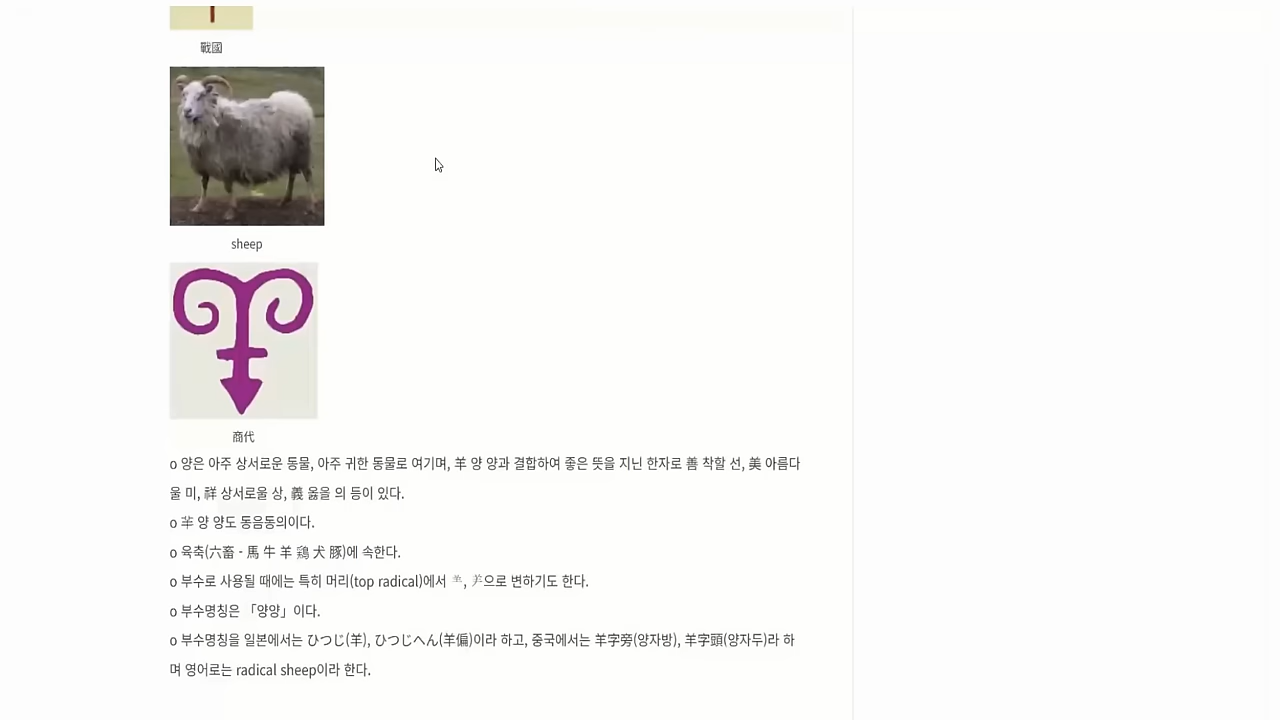 戰國
sheep
商代
o 양은 아주 상서로운 동물, 아주 귀한 동물로 여기며, 羊 양 양과 결합하여 좋은 뜻을 지닌 한자로 善 착할 선, 美 아름다
울 미, 祥 상서로울 상, 義 옳을 의 등이 있다.
o 양 양도 동음동의이다.
o 육축(六畜 - 馬 牛 羊 鶏 犬 豚)에 속한다.
o 부수로 사용될 때에는 특히 머리(top radical)에서 ⺷, ⺶으로 변하기도 한다.
o 부수명칭은 「양양」이다.
o 부수명칭을 일본에서는 ひつじ(羊), ひつじへん(羊偏)이라 하고, 중국에서는 羊字旁(양자방), 羊字頭(양자두)라 하
며 영어로는 radical sheep이라 한다.